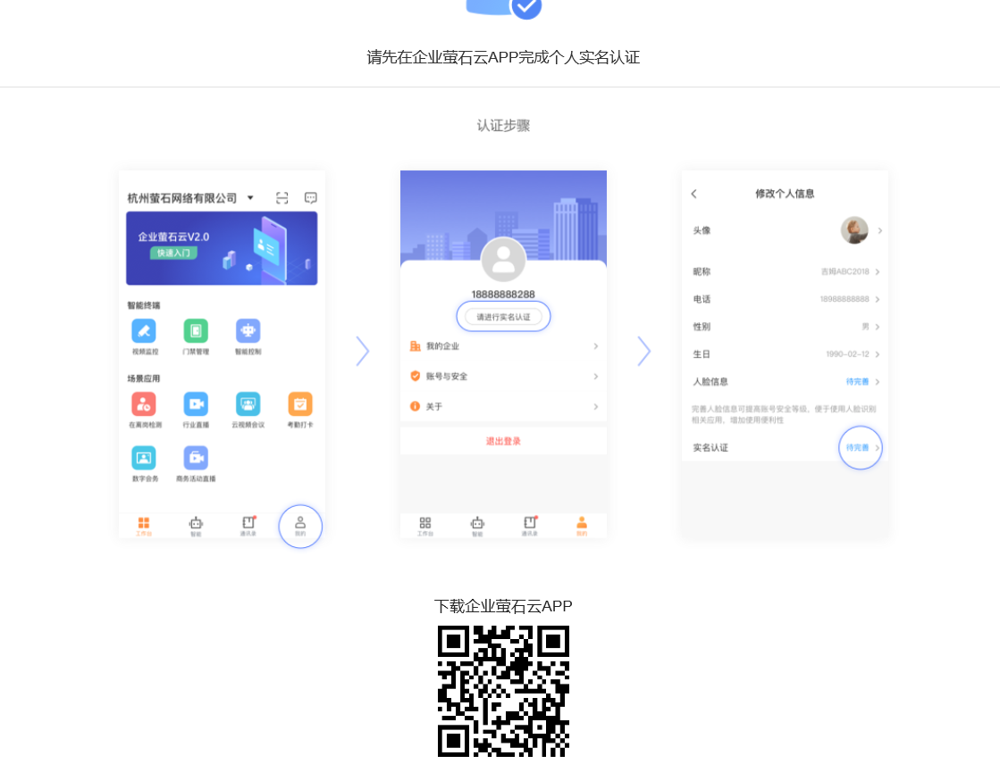 请先在企业萤石云APP完成个人实名认证
认证步骤
杭州萤石网络有限公司
企业萤石云V2.0
快速入门
智能终端
视频监控 门禁管理 智能控制
场景应用
在离岗检测 行业直播 云视频会议 考勤打卡
数字会务 商务活动直播
工作台 智能 通讯录 我的
18888888288
请进行实名认证
我的企业
账号与安全
关于
退出登录
工作台 智能 通讯录 我的
修改个人信息
头像
昵称 吉姆ABC2018
电话 18988888888
性别 男
生日 1990-02-12
人脸信息 待完善
完善人脸信息可提高账号安全等级，便于使用人脸识别
相关应用，增加使用便利性
实名认证 待完善
下载企业萤石云APP